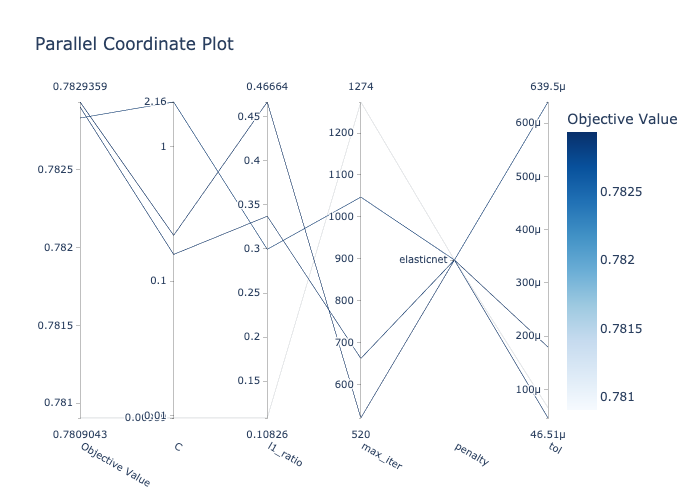 Parallel Coordinate Plot
0.7829359
0.7825
0.782
0.7815
0.781
0.7809043
Objective Value
2.16
1
0.1
0.01
C
0.46664
0.45
0.4
0.35
0.3
0.25
0.2
0.15
0.10826
l1_ratio
1274
1200
1100
1000
900
800
700
600
520
max_iter
elasticnet
penalty
639.5μ
600μ
500μ
400μ
300μ
200μ
100μ
46.51μ
tol
Objective Value
0.7825
0.782
0.7815
0.781